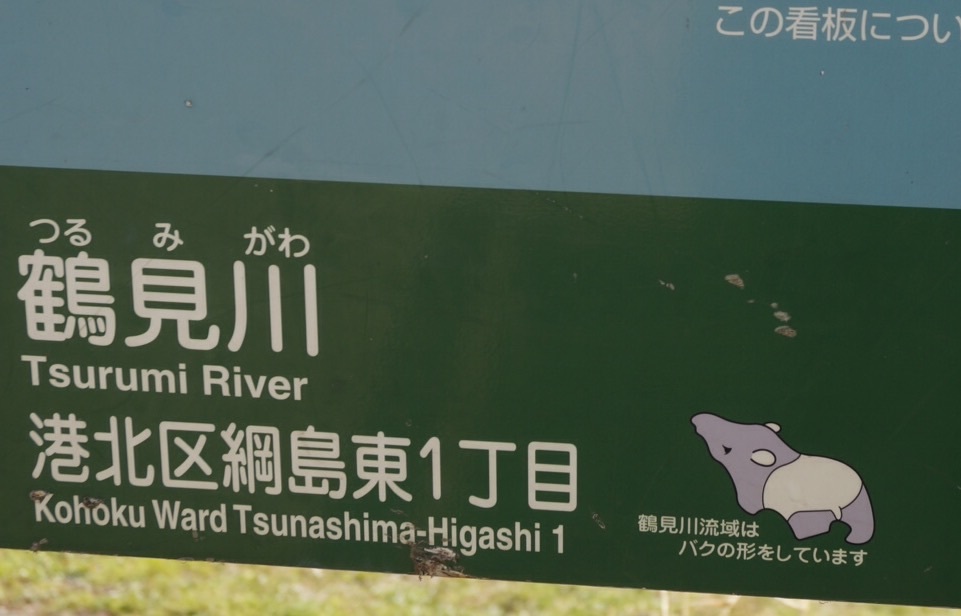 この看板につい
つる み がわ
鶴見川
Tsurumi River
港北区綱島東1丁目
Kohoku Ward Tsunashima-Higashi 1
鶴見川流域は
バクの形をしています